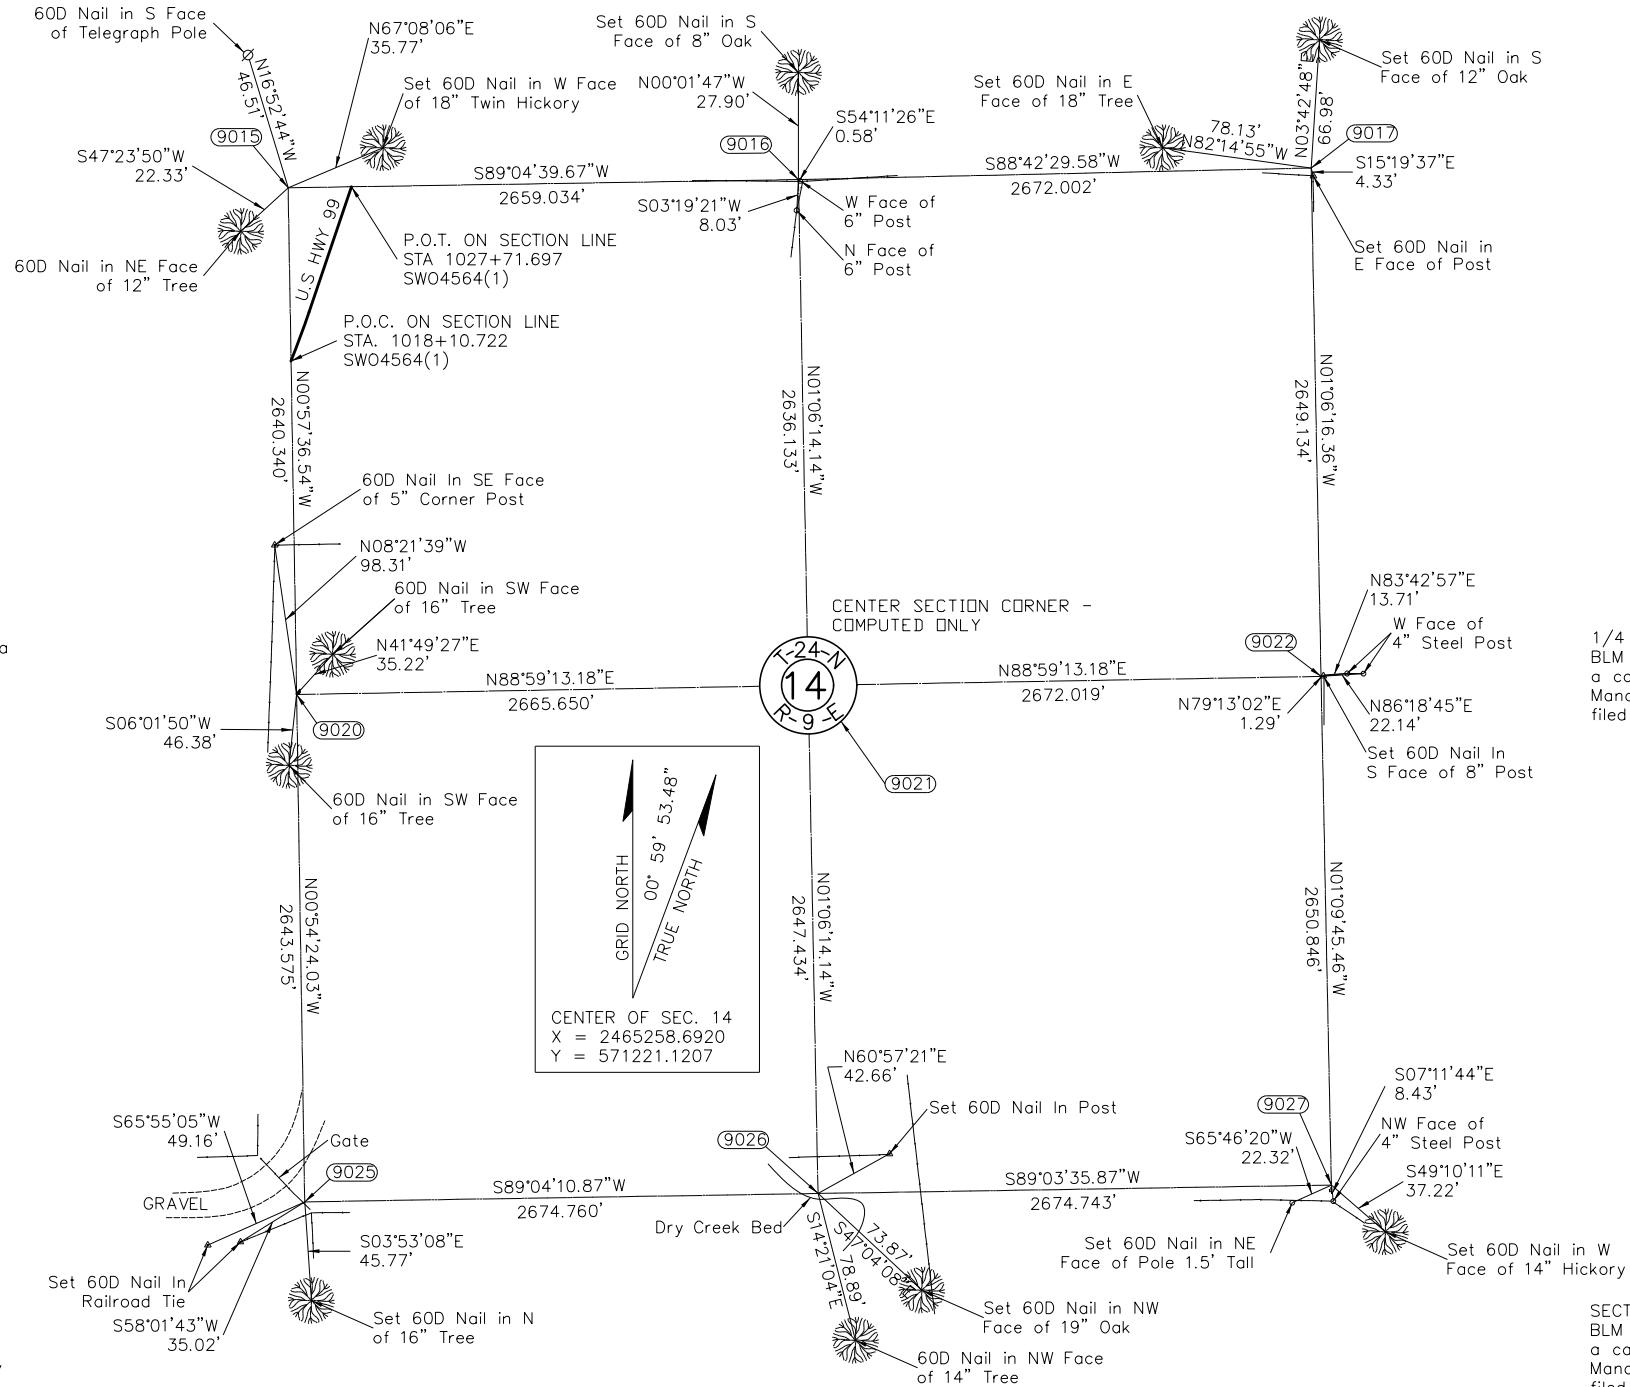 60D Nail in S Face
of Telegraph Pole
N67°08'06"E
35.77'
Set 60D Nail in S
Face of 8" Oak
Set 60D Nail in S
Face of 12" Oak
N16°52'44"W
46.51'
Set 60D Nail in W Face
of 18" Twin Hickory
N00°01'47"W
27.90'
Set 60D Nail in E
Face of 18" Tree
N03°42'48"E
66.98'
9015
S54°11'26"E
0.58'
78.13'
N82°14'55"W
9017
S47°23'50"W
22.33'
9016
S89°04'39.67"W
2659.034'
S88°42'29.58"W
2672.002'
S15°19'37"E
4.33'
S03°19'21"W
8.03'
W Face of
6" Post
N Face of
6" Post
Set 60D Nail in
E Face of Post
60D Nail in NE Face
of 12" Tree
U.S HWY 99
P.O.T. ON SECTION LINE
STA 1027+71.697
SWO4564(1)
P.O.C. ON SECTION LINE
STA. 1018+10.722
SWO4564(1)
N00°57'36.54"W
2640.340'
N01°06'14.14"W
2636.133'
N01°06'16.36"W
2649.134'
60D Nail In SE Face
of 5" Corner Post
N08°21'39"W
98.31'
60D Nail in SW Face
of 16" Tree
N41°49'27"E
35.22'
CENTER SECTION CORNER -
COMPUTED ONLY
N83°42'57"E
13.71'
W Face of
4" Steel Post
9022
a
1/4
BLM
a ca
Mana
filed
N88°59'13.18"E
2665.650'
T-24-N
14
R-9-E
N88°59'13.18"E
2672.019'
N79°13'02"E
1.29'
N86°18'45"E
22.14'
S06°01'50"W
46.38'
9020
9021
Set 60D Nail In
S Face of 8" Post
60D Nail in SW Face
of 16" Tree
00° 59' 53.48"
GRID NORTH
TRUE NORTH
CENTER OF SEC. 14
X = 2465258.6920
Y = 571221.1207
N00°54'24.03"W
2643.575'
N01°06'14.14"W
2647.434'
N01°09'45.46"W
2650.846'
N60°57'21"E
42.66'
Set 60D Nail In Post
S07°11'44"E
8.43'
9027
NW Face of
4" Steel Post
S65°55'05"W
49.16'
Gate
9025
9026
S65°46'20"W
22.32'
S49°10'11"E
37.22'
GRAVEL
S89°04'10.87"W
2674.760'
S89°03'35.87"W
2674.743'
Dry Creek Bed
S03°53'08"E
45.77'
73.87'
S47°04'08"
S14°21'04"E
78.89'
Set 60D Nail in NE
Face of Pole 1.5' Tall
Set 60D Nail in W
Face of 14" Hickory
Set 60D Nail In
Railroad Tie
S58°01'43"W
35.02'
Set 60D Nail in N
of 16" Tree
Set 60D Nail in NW
Face of 19" Oak
60D Nail in NW Face
of 14" Tree
SECT
BLM
a ca
Mana